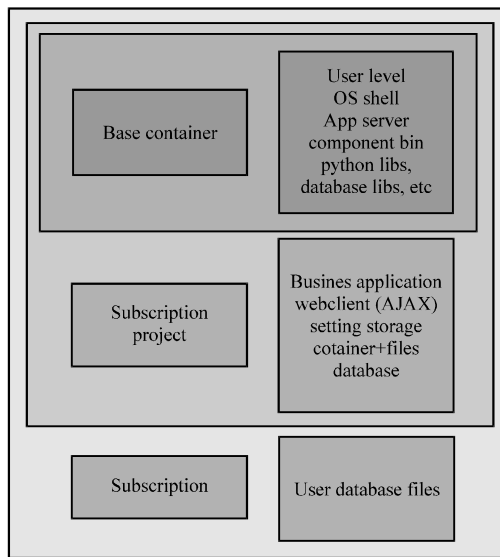 Base container
User level
OS shell
App server
component bin
python libs,
database libs, etc
Subscription
project
Busines application
webclient (AJAX)
setting storage
cotainer+files
database
Subscription
User database files